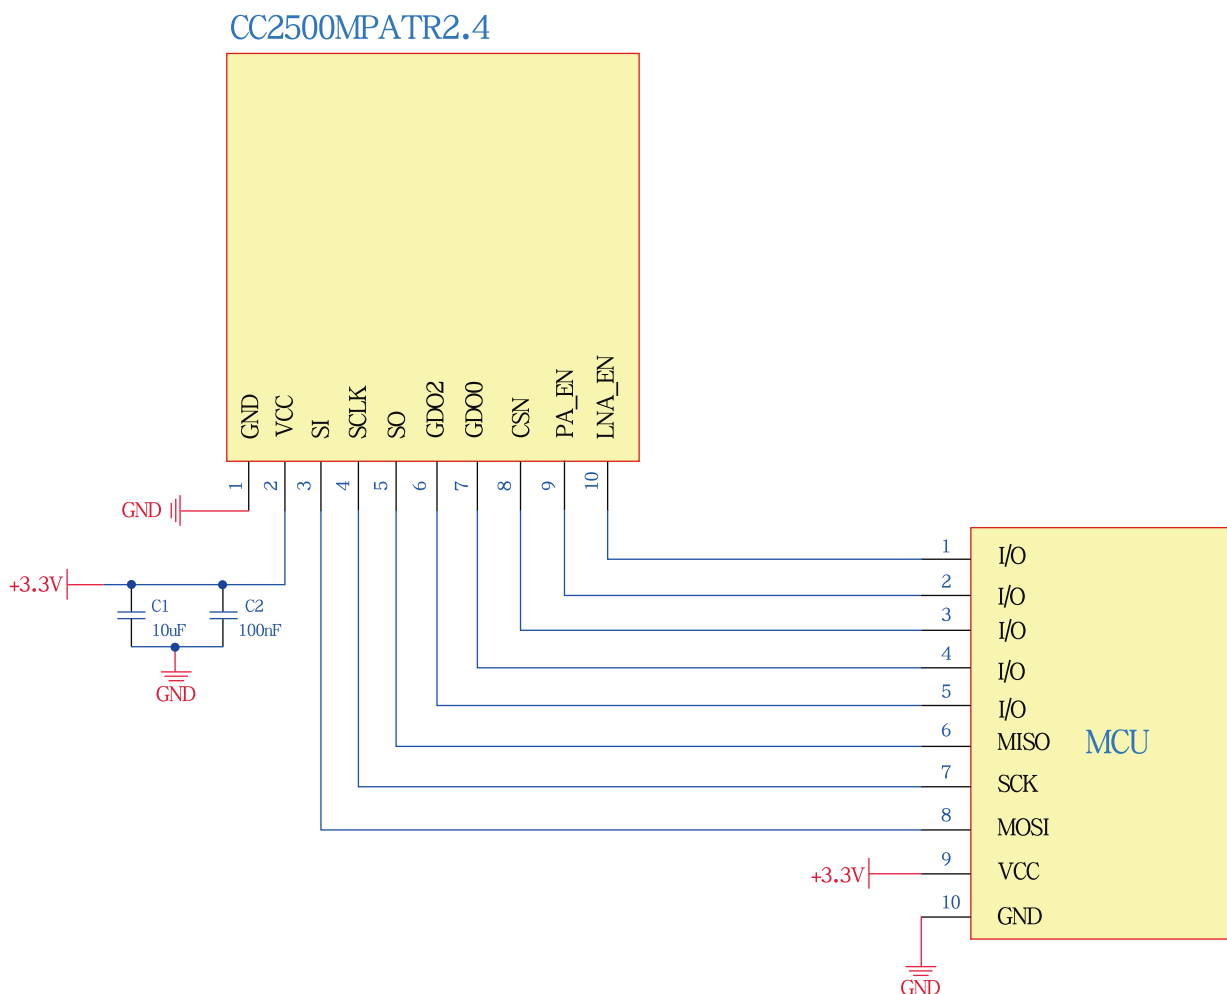 CC2500MPATR2.4
GND
VCC
SI
SCLK
SO
GDO2
GDO0
CSN
PA_EN
LNA_EN
1
2
3
4
5
6
7
8
9
10
GND
+3.3V
C1
10uF
C2
100nF
GND
1 I/O
2 I/O
3 I/O
4 I/O
5 I/O
6 MISO
MCU
7 SCK
8 MOSI
+3.3V
9 VCC
10 GND
GND